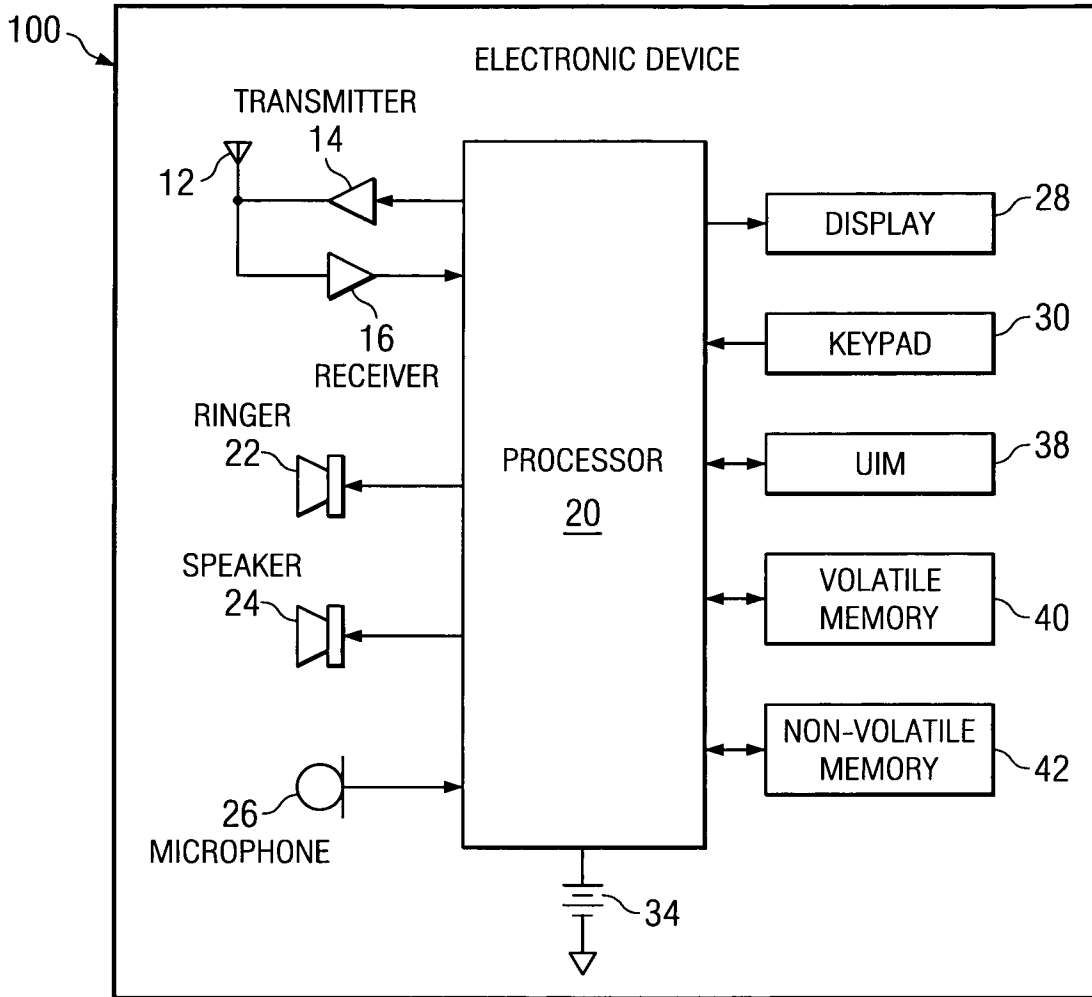 100
ELECTRONIC DEVICE
TRANSMITTER
14
12
16
RECEIVER
RINGER
22
SPEAKER
24
26
MICROPHONE
PROCESSOR
20
34
DISPLAY
28
KEYPAD
30
UIM
38
VOLATILE
MEMORY
40
NON-VOLATILE
MEMORY
42